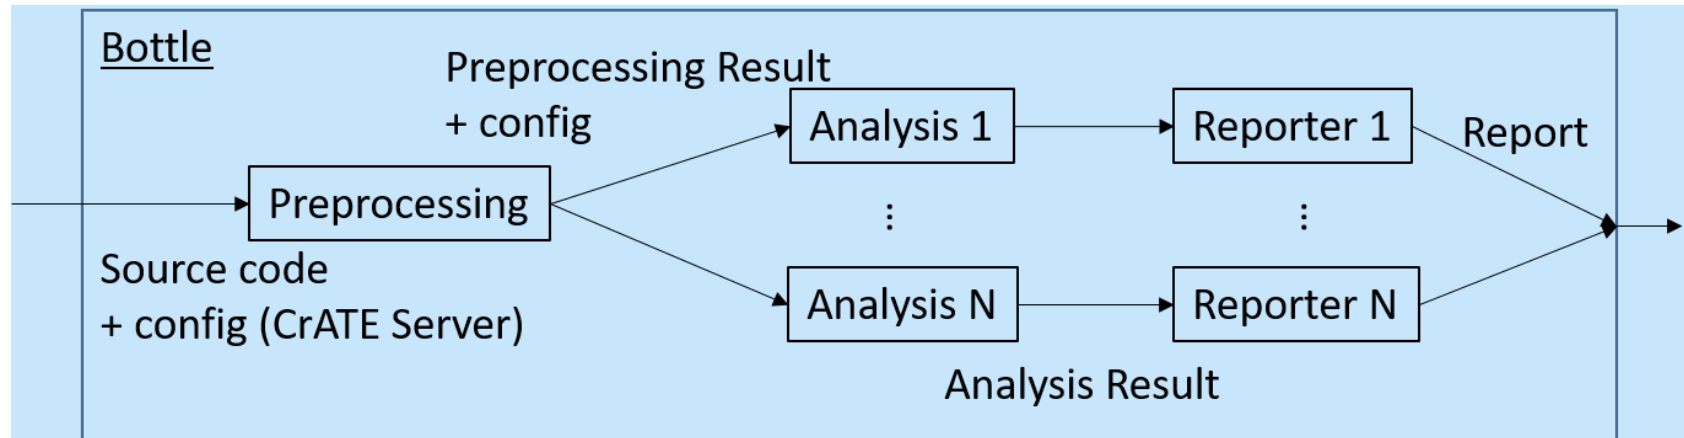 Bottle
Preprocessing Result
+ config
Analysis 1
Reporter 1
Report
Preprocessing
⋮
⋮
Source code
+ config (CrATE Server)
Analysis N
Reporter N
Analysis Result